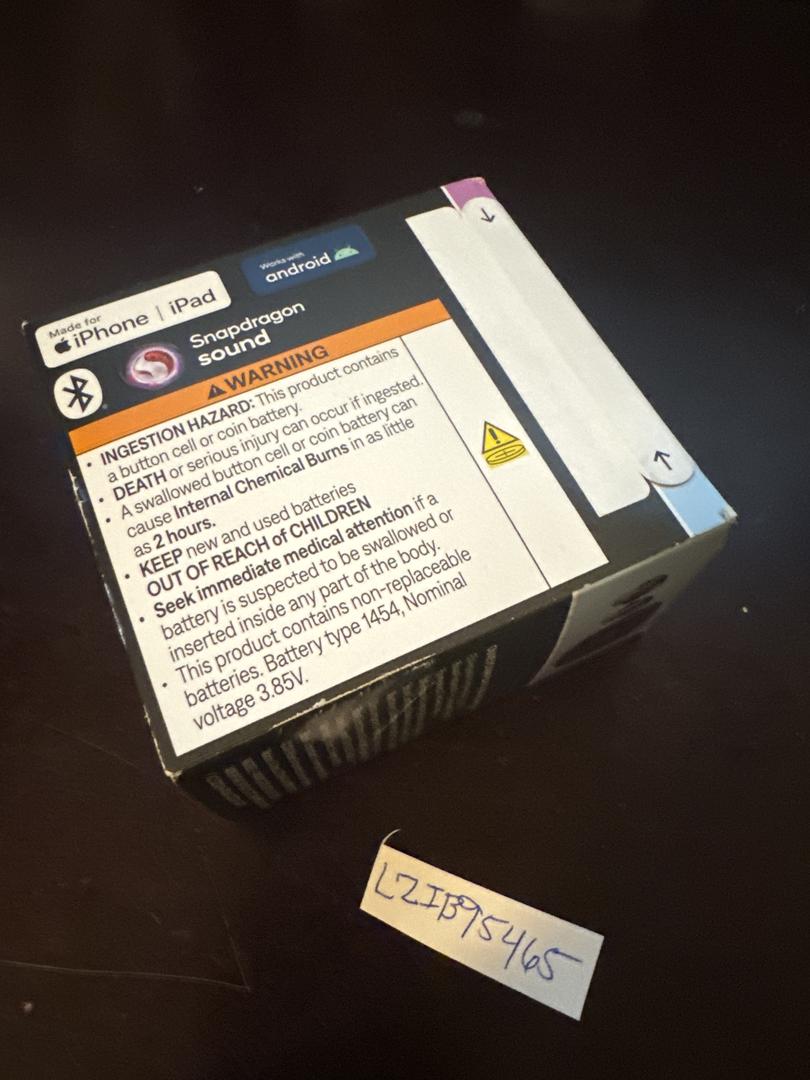 Made for
iPhone | iPad
Works with
android
Snapdragon
sound
WARNING
• INGESTION HAZARD: This product contains
a button cell or coin battery.
• DEATH or serious injury can occur if ingested.
• A swallowed button cell or coin battery can
cause Internal Chemical Burns in as little
as 2 hours.
• KEEP new and used batteries
OUT OF REACH of CHILDREN
• Seek immediate medical attention if a
battery is suspected to be swallowed or
inserted inside any part of the body.
• This product contains non-replaceable
batteries. Battery type 1454, Nominal
voltage 3.85V.
LZIB95465